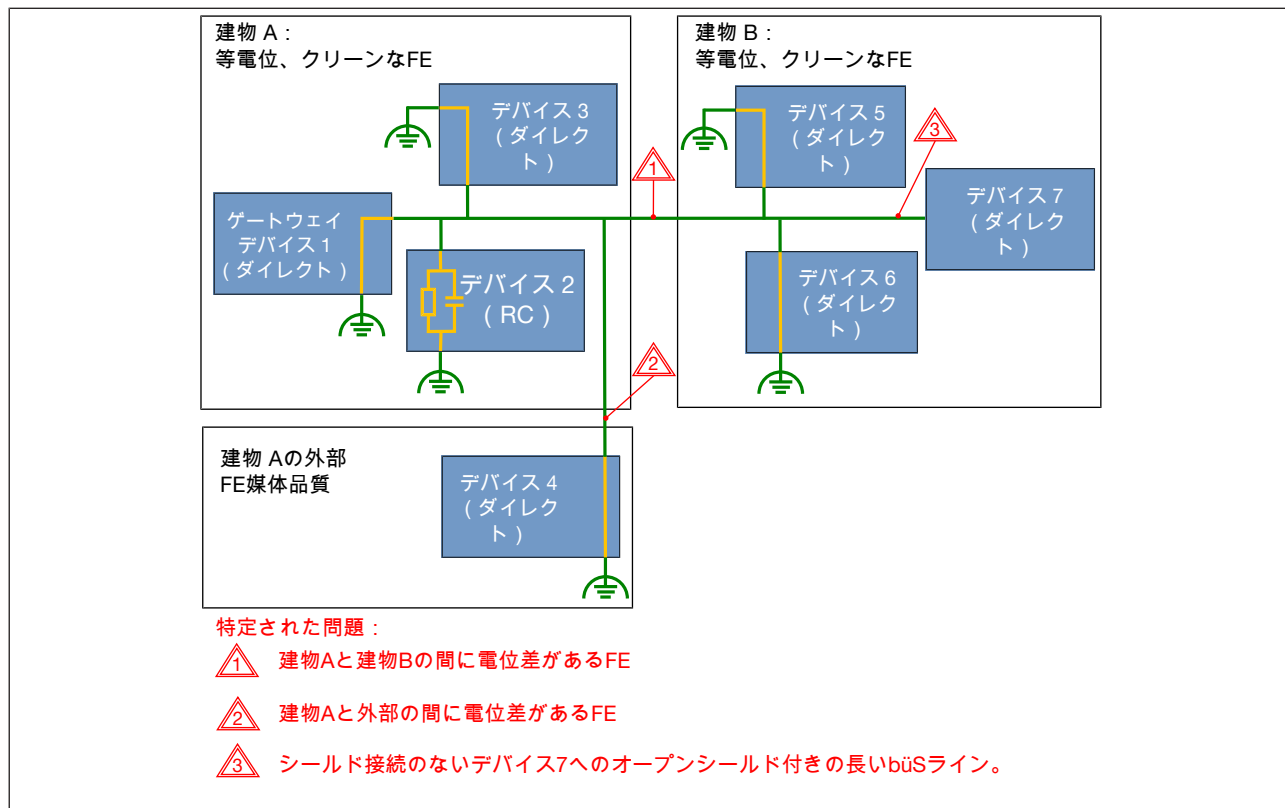 建物 A :
等電位、クリーンなFE
建物 B :
等電位、クリーンなFE
デバイス 3
( ダイレク
ト )
デバイス 5
( ダイレク
ト )
3
1
ゲートウェイ
デバイス 1
( ダイレクト )
デバイス 7
( ダイレク
ト )
デバイス 2
( RC )
デバイス 6
( ダイレク
ト )
2
建物 Aの外部
FE媒体品質
デバイス 4
( ダイレク
ト )
特定された問題 :
1 建物Aと建物Bの間に電位差があるFE
2 建物Aと外部の間に電位差があるFE
3 シールド接続のないデバイス7へのオープンシールド付きの長いbüSライン。